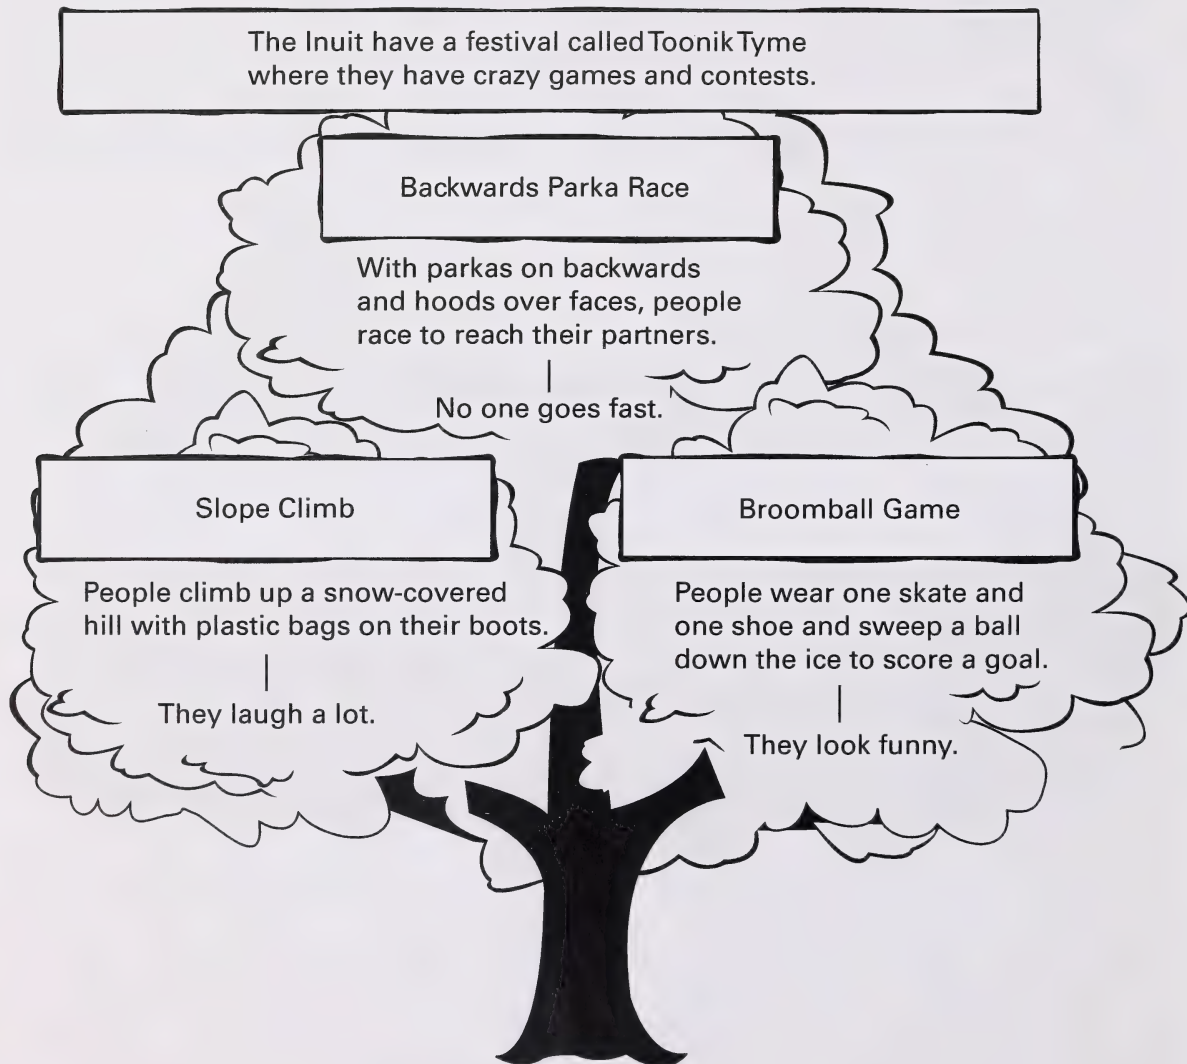 The Inuit have a festival called Toonik Tyme
where they have crazy games and contests.
Backwards Parka Race
With parkas on backwards
and hoods over faces, people
race to reach their partners.
No one goes fast.
Slope Climb
People climb up a snow-covered
hill with plastic bags on their boots.
They laugh a lot.
Broomball Game
People wear one skate and
one shoe and sweep a ball
down the ice to score a goal.
They look funny.